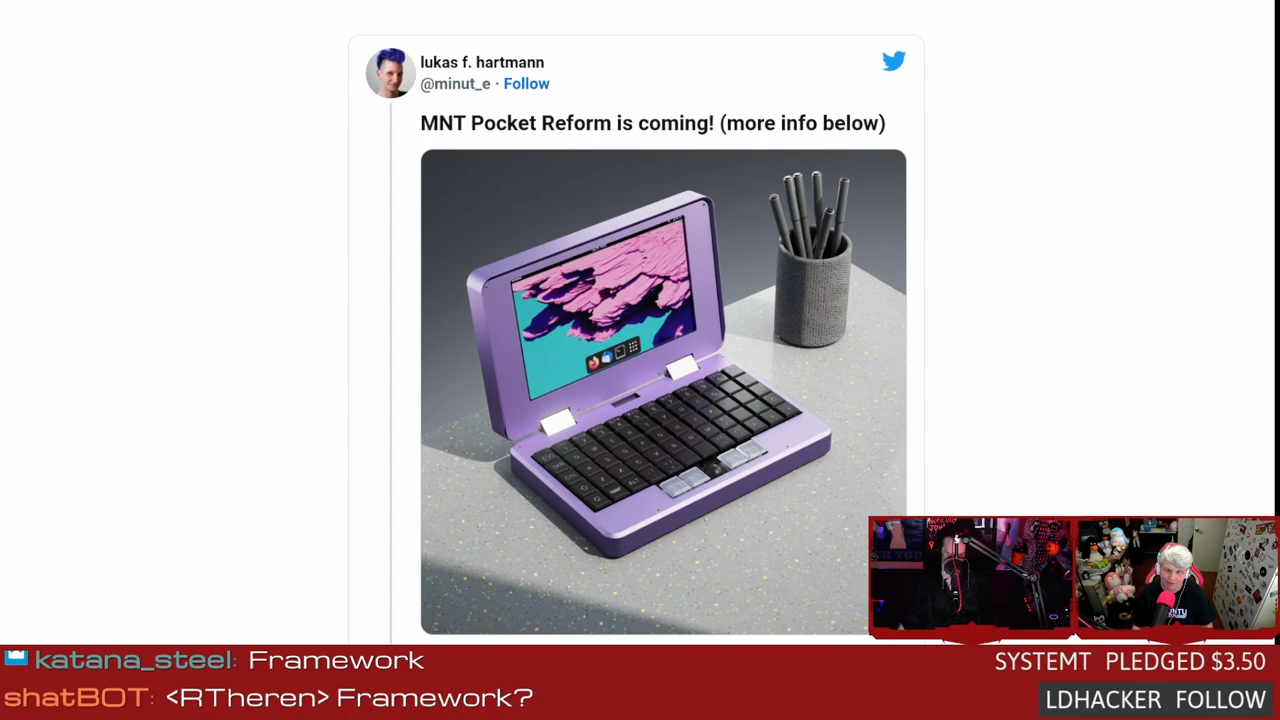 lukas f. hartmann
@minut_e · Follow
MNT Pocket Reform is coming! (more info below)
katana_steel: Framework
SYSTEMT PLEDGED $3.50
shatBOT: <RTheren> Framework?
LDHACKER FOLLOW